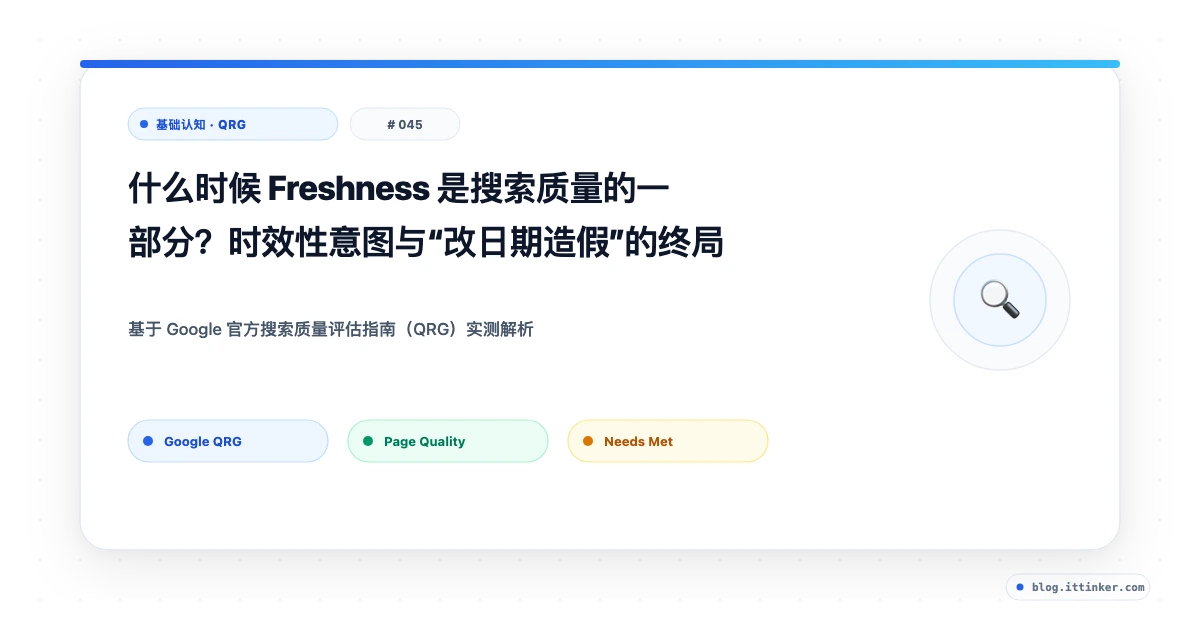 基础认知 · QRG
# 045
什么时候 Freshness 是搜索质量的一
部分？时效性意图与“改日期造假”的终局
基于 Google 官方搜索质量评估指南（QRG）实测解析
Google QRG
Page Quality
Needs Met
blog.ittinker.com